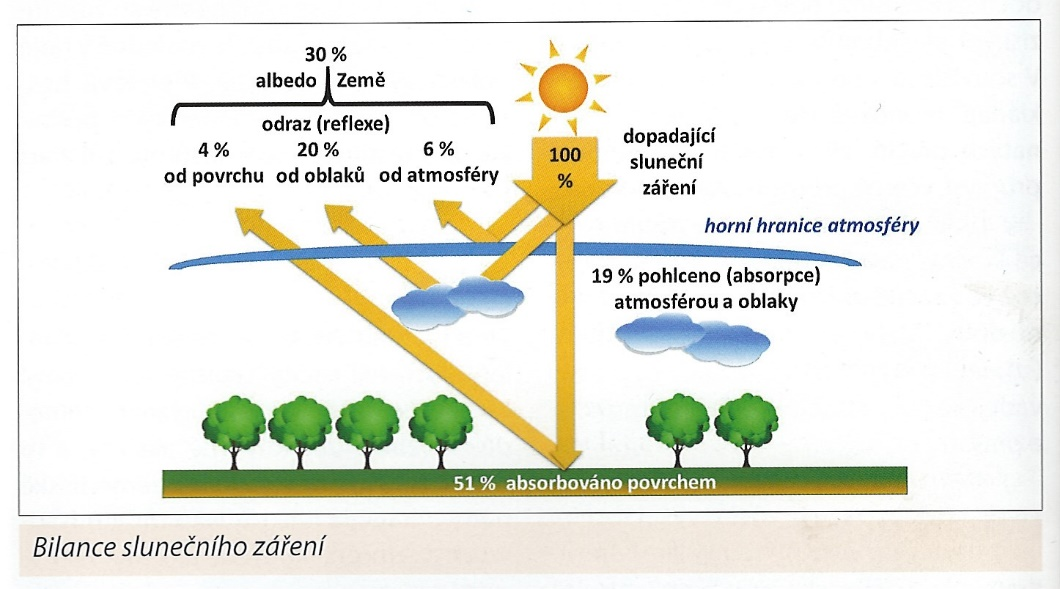 30 %
albedo Země
odraz (reflexe)
4 %
od povrchu
20 %
od oblaků
6 %
od atmosféry
100
%
dopadající
sluneční
záření
horní hranice atmosféry
19 % pohlceno (absorpce)
atmosférou a oblaky
51 % absorbováno povrchem
Bilance slunečního záření